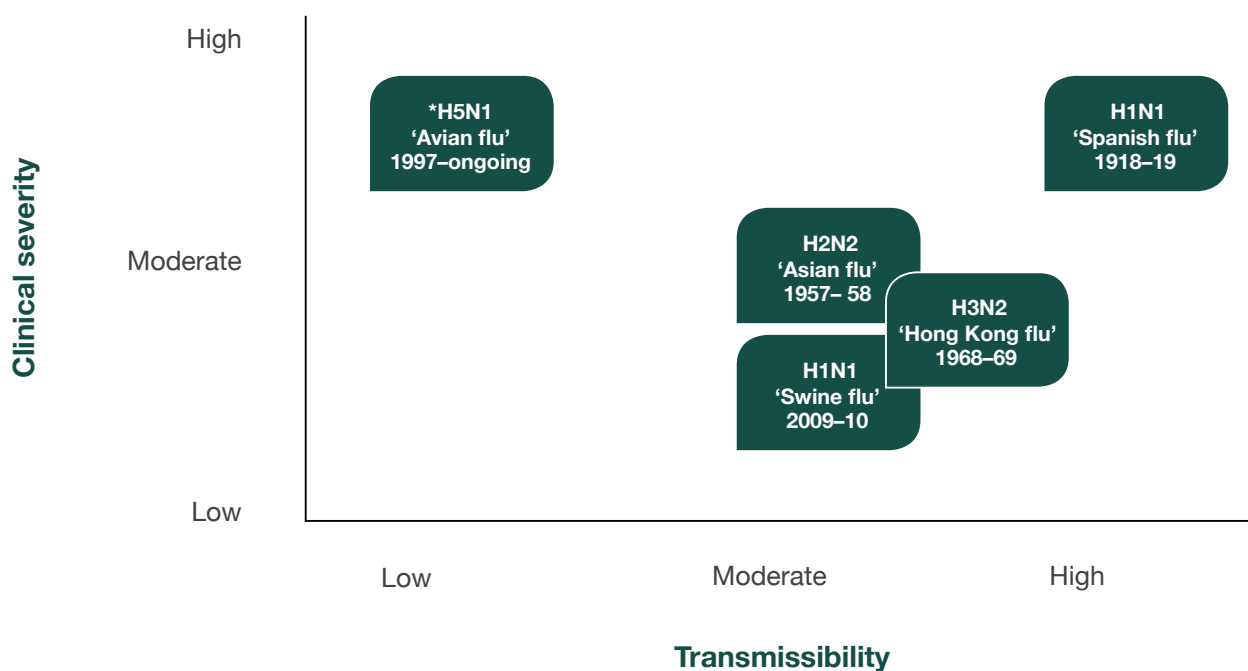 High
*H5N1
‘Avian flu’
1997–ongoing
H1N1
‘Spanish flu’
1918–19
Clinical severity
Moderate
H2N2
‘Asian flu’
1957– 58
H3N2
‘Hong Kong flu’
1968–69
H1N1
‘Swine flu’
2009–10
Low
Low
Moderate
High
Transmissibility